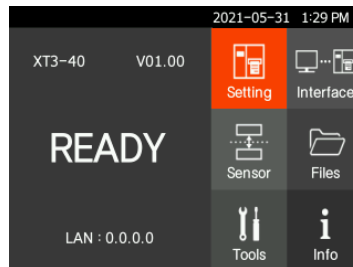 2021-05-31 1:29 PM
XT3-40 V01.00
READY
LAN : 0.0.0.0
Setting
Interface
Sensor
Files
Tools
Info